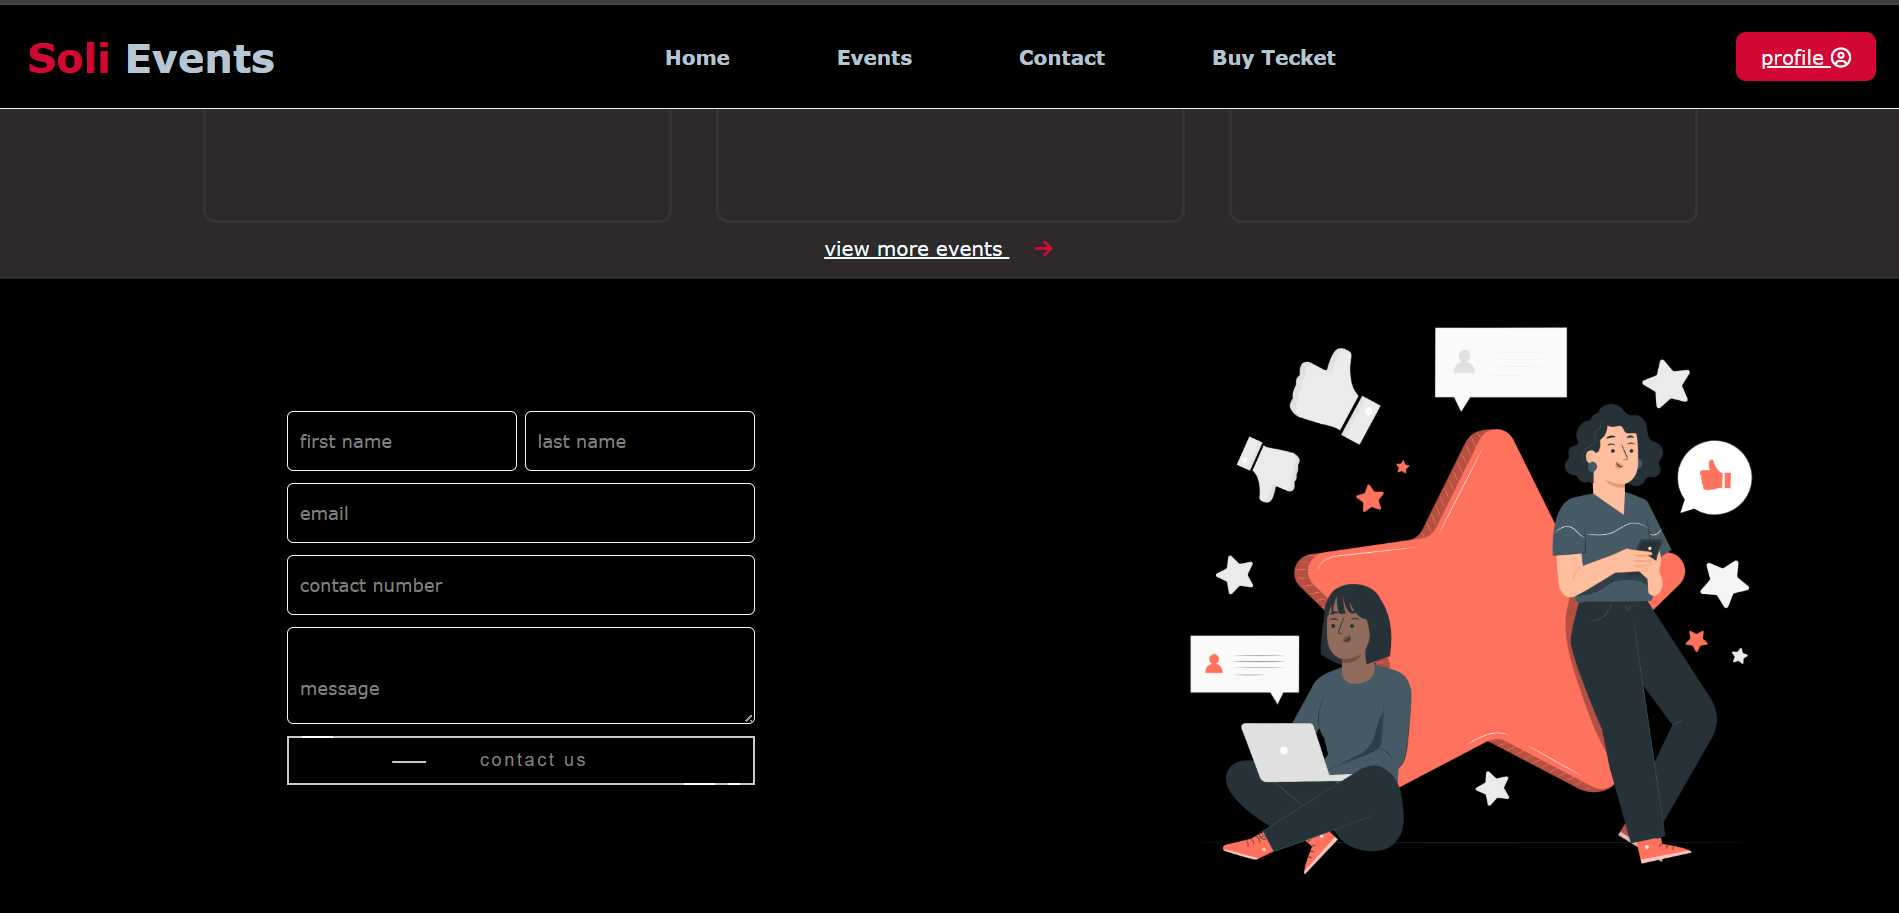 Soli Events
Home
Events
Contact
Buy Tecket
profile
view more events
first name
last name
email
contact number
message
contact us